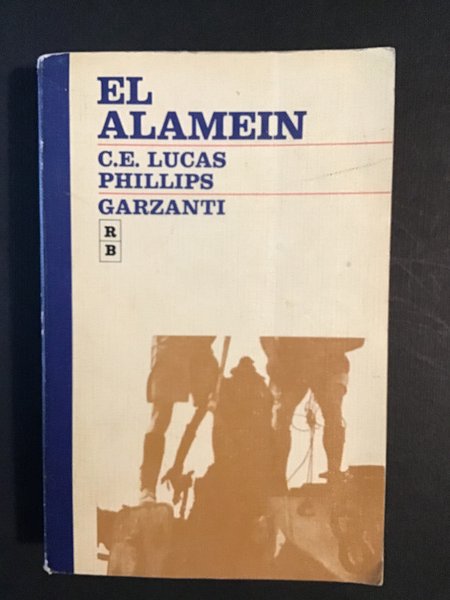 EL
ALAMEIN
C.E. LUCAS
PHILLIPS
GARZANTI
R
B